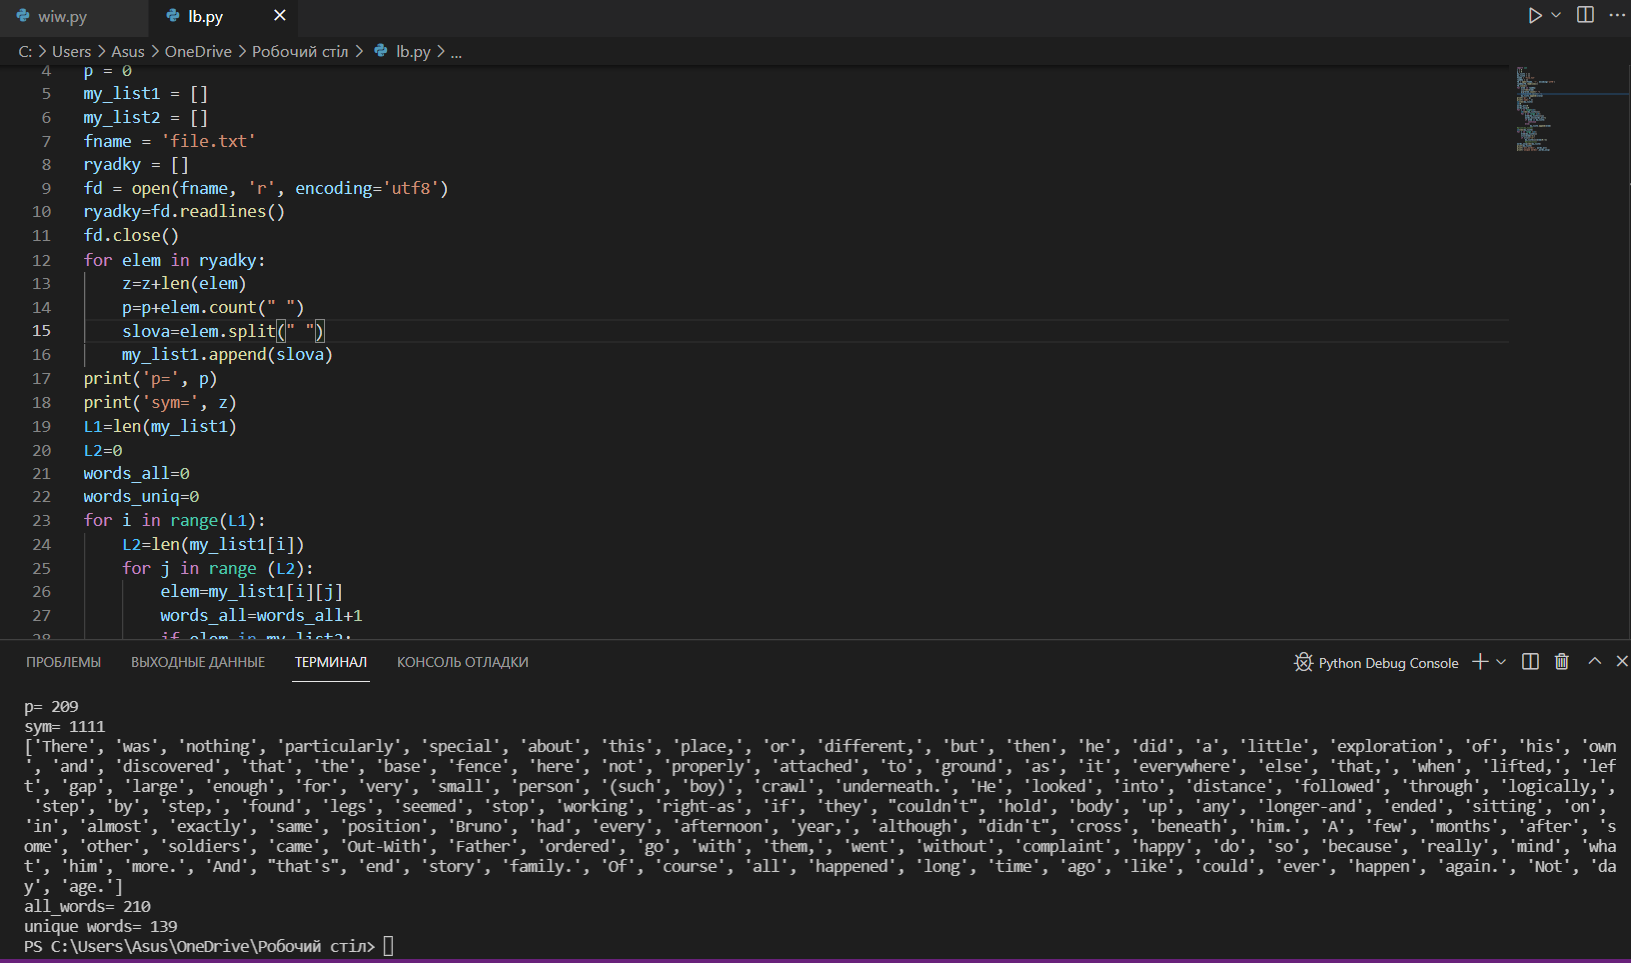 wiw.py lb.py
C: > Users > Asus > OneDrive > Робочий стіл > lb.py > ...
4 p = 0
5 my_list1 = []
6 my_list2 = []
7 fname = 'file.txt'
8 ryadky = []
9 fd = open(fname, 'r', encoding='utf8')
10 ryadky=fd.readlines()
11 fd.close()
12 for elem in ryadky:
13 z=z+len(elem)
14 p=p+elem.count(" ")
15 slova=elem.split(" ")
16 my_list1.append(slova)
17 print('p=', p)
18 print('sym=', z)
19 L1=len(my_list1)
20 L2=0
21 words_all=0
22 words_uniq=0
23 for i in range(L1):
24 L2=len(my_list1[i])
25 for j in range (L2):
26 elem=my_list1[i][j]
27 words_all=words_all+1
28 if elem in my_list2:
ПРОБЛЕМЫ ВЫХОДНЫЕ ДАННЫЕ ТЕРМИНАЛ КОНСОЛЬ ОТЛАДКИ Python Debug Console
p= 209
sym= 1111
['There', 'was', 'nothing', 'particularly', 'special', 'about', 'this', 'place,', 'or', 'different,', 'but', 'then', 'he', 'did', 'a', 'little', 'exploration', 'of', 'his', 'own
', 'and', 'discovered', 'that', 'the', 'base', 'fence', 'here', 'not', 'properly', 'attached', 'to', 'ground', 'as', 'it', 'everywhere', 'else', 'that,', 'when', 'lifted,', 'lef
t', 'gap', 'large', 'enough', 'for', 'very', 'small', 'person', '(such', 'boy)', 'crawl', 'underneath.', 'He', 'looked', 'into', 'distance', 'followed', 'through', 'logically,',
'step', 'by', 'step,', 'found', 'legs', 'seemed', 'stop', 'working', 'right-as', 'if', 'they', "couldn't", 'hold', 'body', 'up', 'any', 'longer-and', 'ended', 'sitting', 'on',
'in', 'almost', 'exactly', 'same', 'position', 'Bruno', 'had', 'every', 'afternoon', 'year,', 'although', "didn't", 'cross', 'beneath', 'him.', 'A', 'few', 'months', 'after', 's
ome', 'other', 'soldiers', 'came', 'Out-With', 'Father', 'ordered', 'go', 'with', 'them,', 'went', 'without', 'complaint', 'happy', 'do', 'so', 'because', 'really', 'mind', 'wha
t', 'him', 'more.', 'And', "that's", 'end', 'story', 'family.', 'Of', 'course', 'all', 'happened', 'long', 'time', 'ago', 'like', 'could', 'ever', 'happen', 'again.', 'Not', 'da
y', 'age.']
all_words= 210
unique words= 139
PS C:\Users\Asus\OneDrive\Робочий стіл>